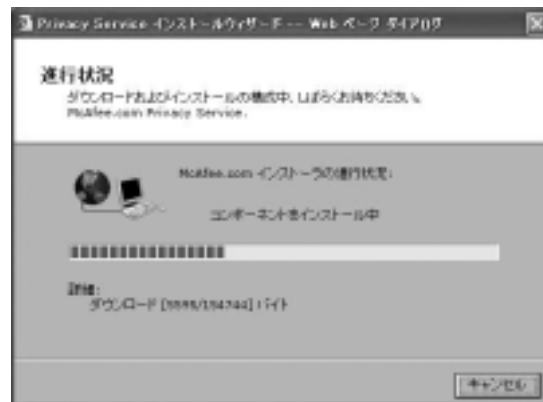 Privacy Service インストールウィザード -- Web ページ ダイアログ
進行状況
ダウンロードおよびインストールの構成中、しばらくお待ちください。
McAfee.com Privacy Service.
McAfee.com インストーラの進行状況:
コンポーネントをインストール中
詳細:
ダウンロード [5595/154744] バイト
キャンセル